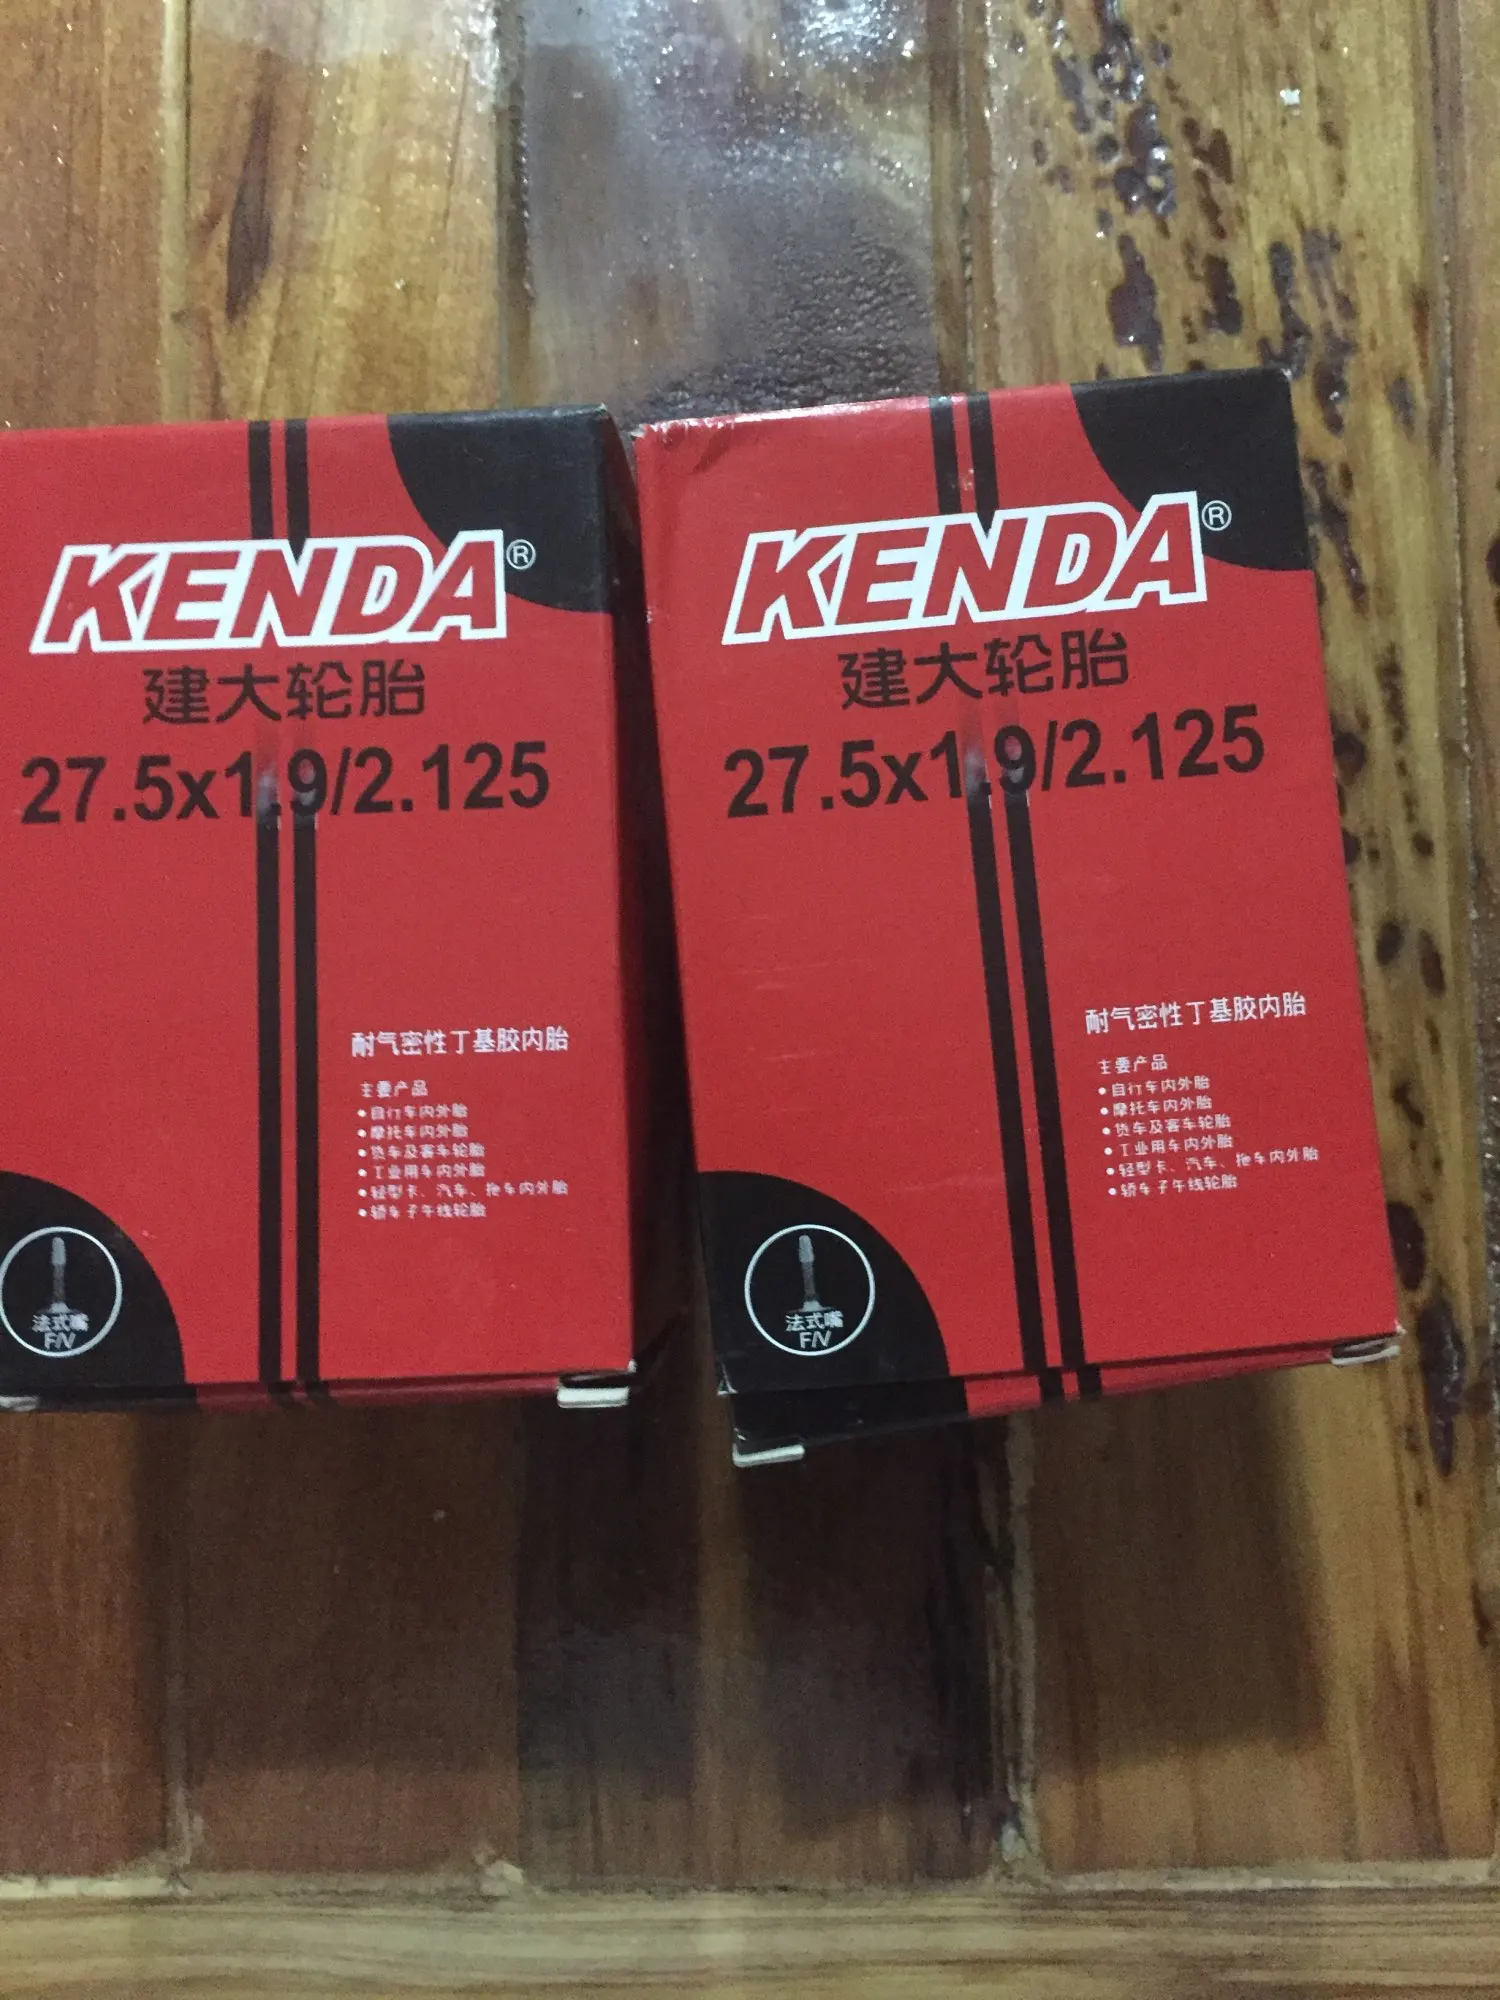 KENDA®
建大轮胎
27.5x1.9/2.125
耐气密性丁基胶内胎
主要产品
• 自行车内外胎
• 摩托车内外胎
• 货车及客车轮胎
• 工业用车内外胎
• 轻型卡、汽车、拖车内外胎
• 轿车子午线轮胎
法式嘴
F/V
KENDA®
建大轮胎
27.5x1.9/2.125
耐气密性丁基胶内胎
主要产品
• 自行车内外胎
• 摩托车内外胎
• 货车及客车轮胎
• 工业用车内外胎
• 轻型卡、汽车、拖车内外胎
• 轿车子午线轮胎
法式嘴
F/V